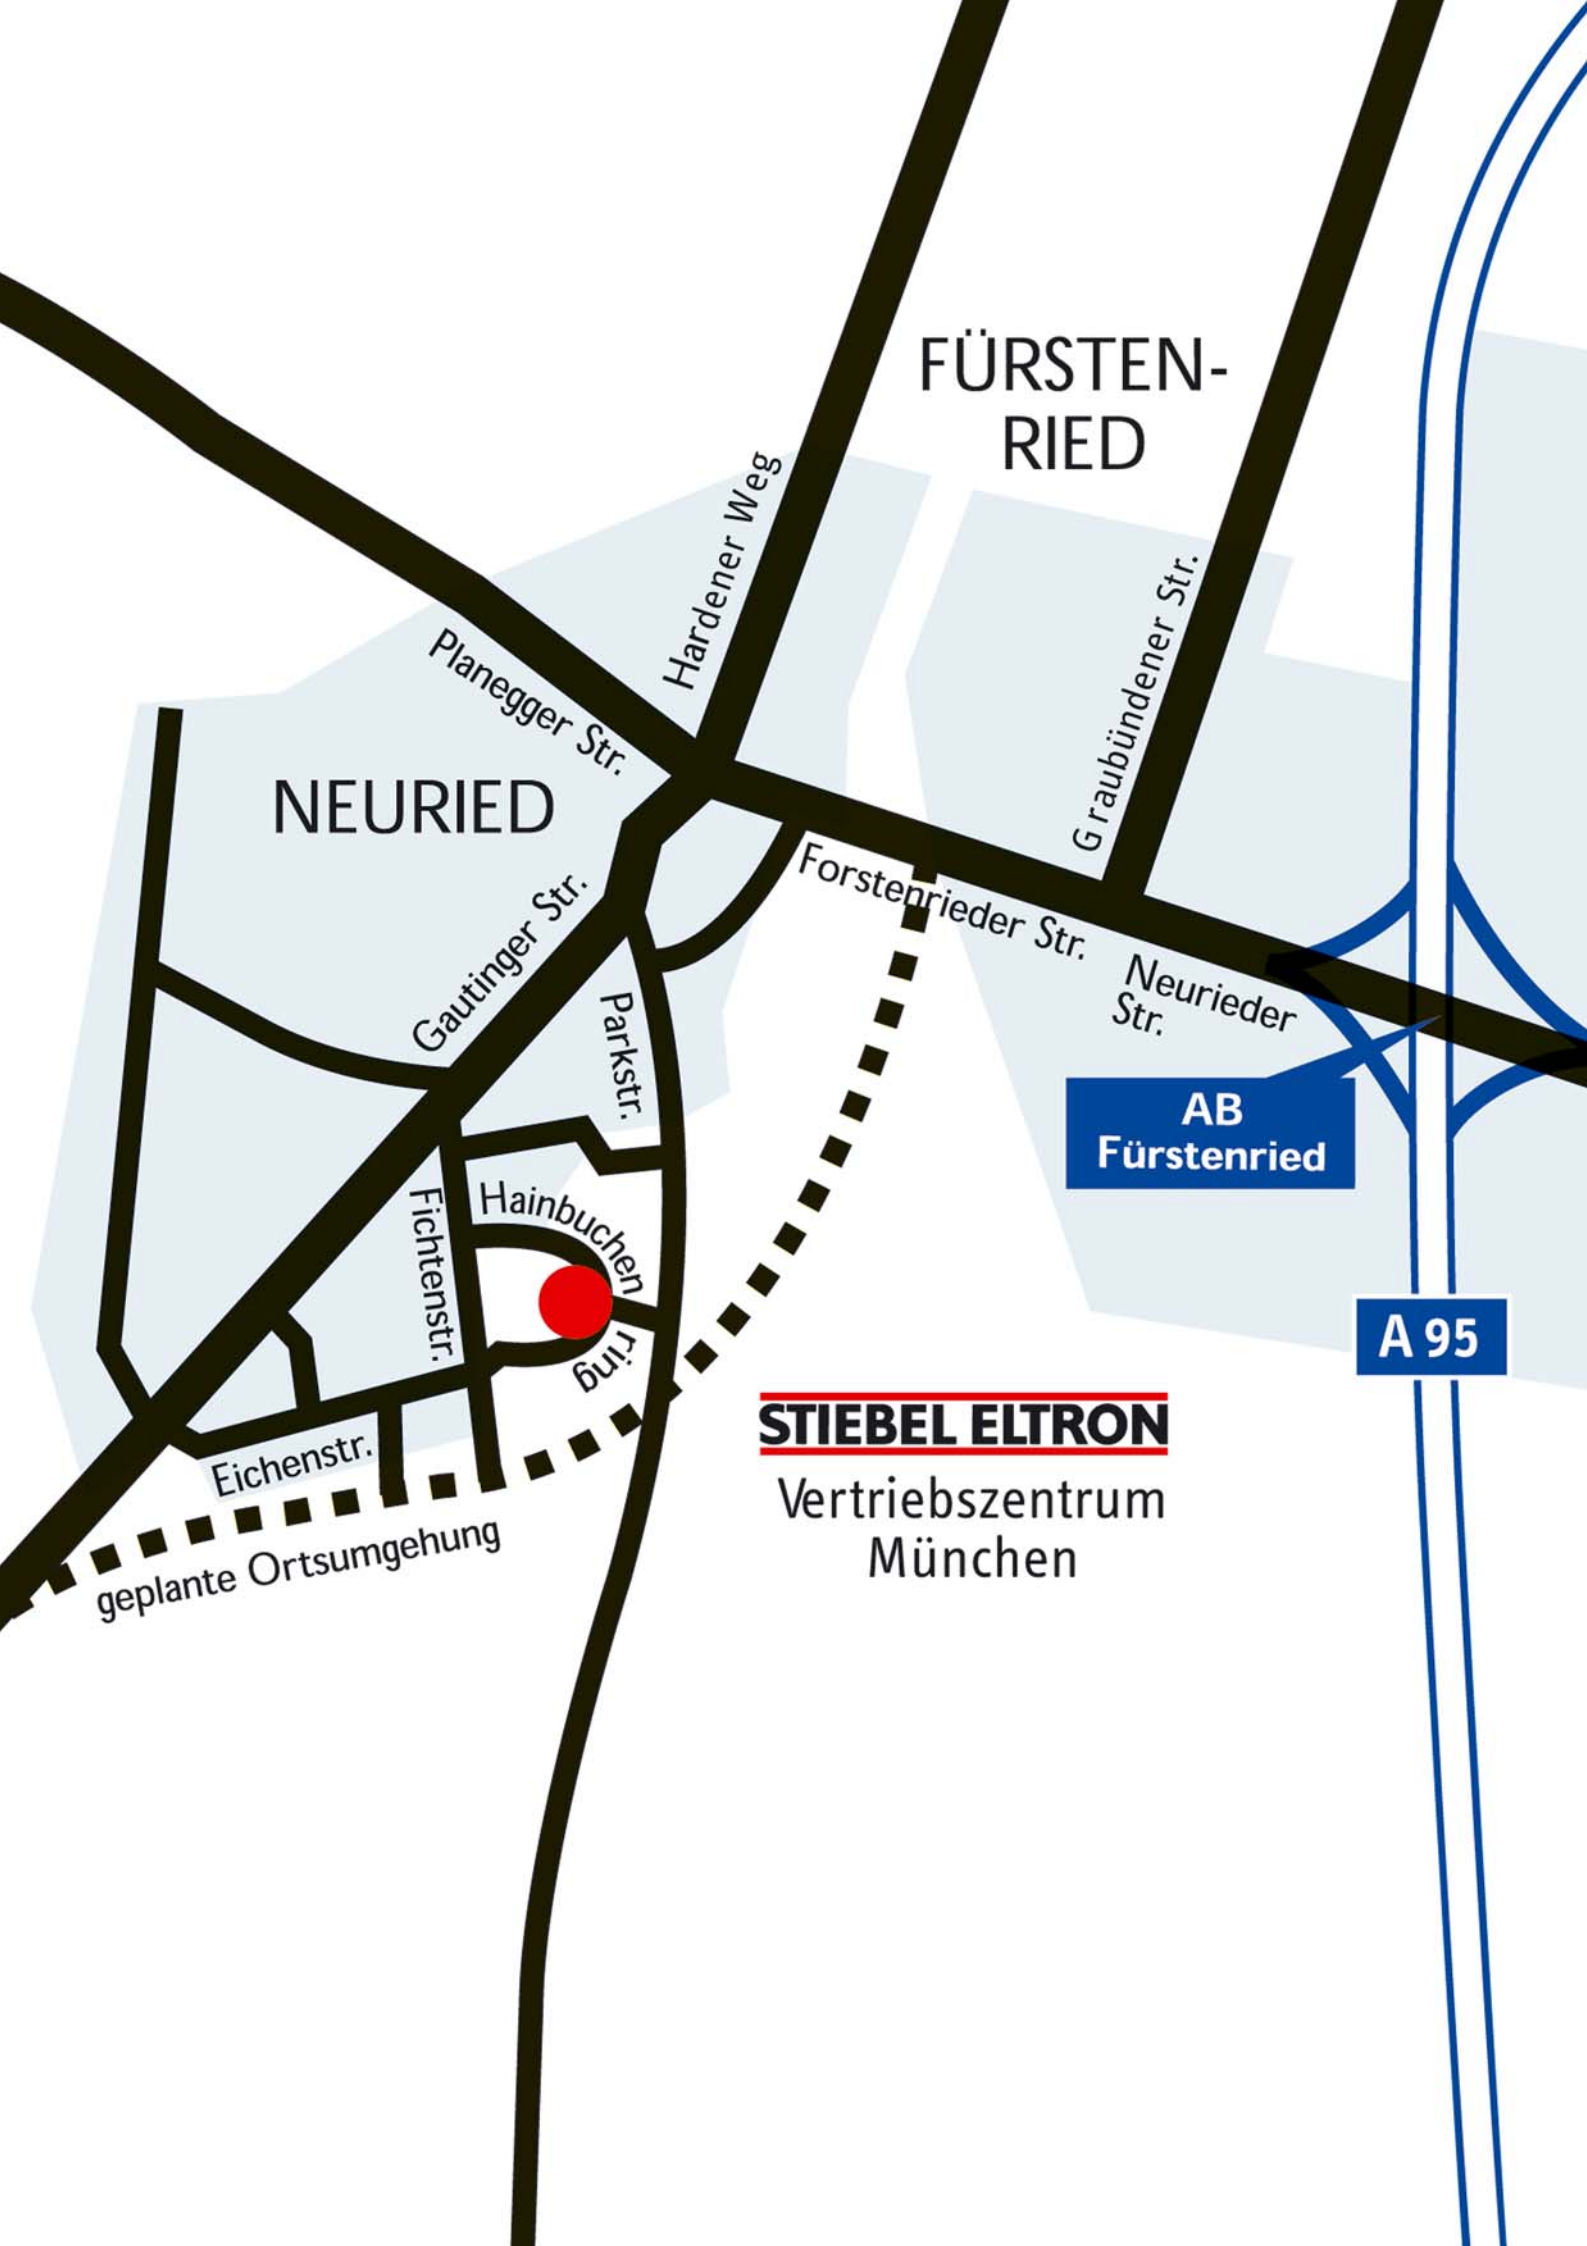 FÜRSTEN-
RIED
Hardener Weg
Graubündener Str.
Planegger Str.
NEURIED
Forstenrieder Str.
Gautinger Str.
Neurieder
Str.
Parkstr.
AB
Fürstenried
Hainbuchen
ring
Fichtenstr.
A 95
STIEBEL ELTRON
Eichenstr.
Vertriebszentrum
München
geplante Ortsumgehung